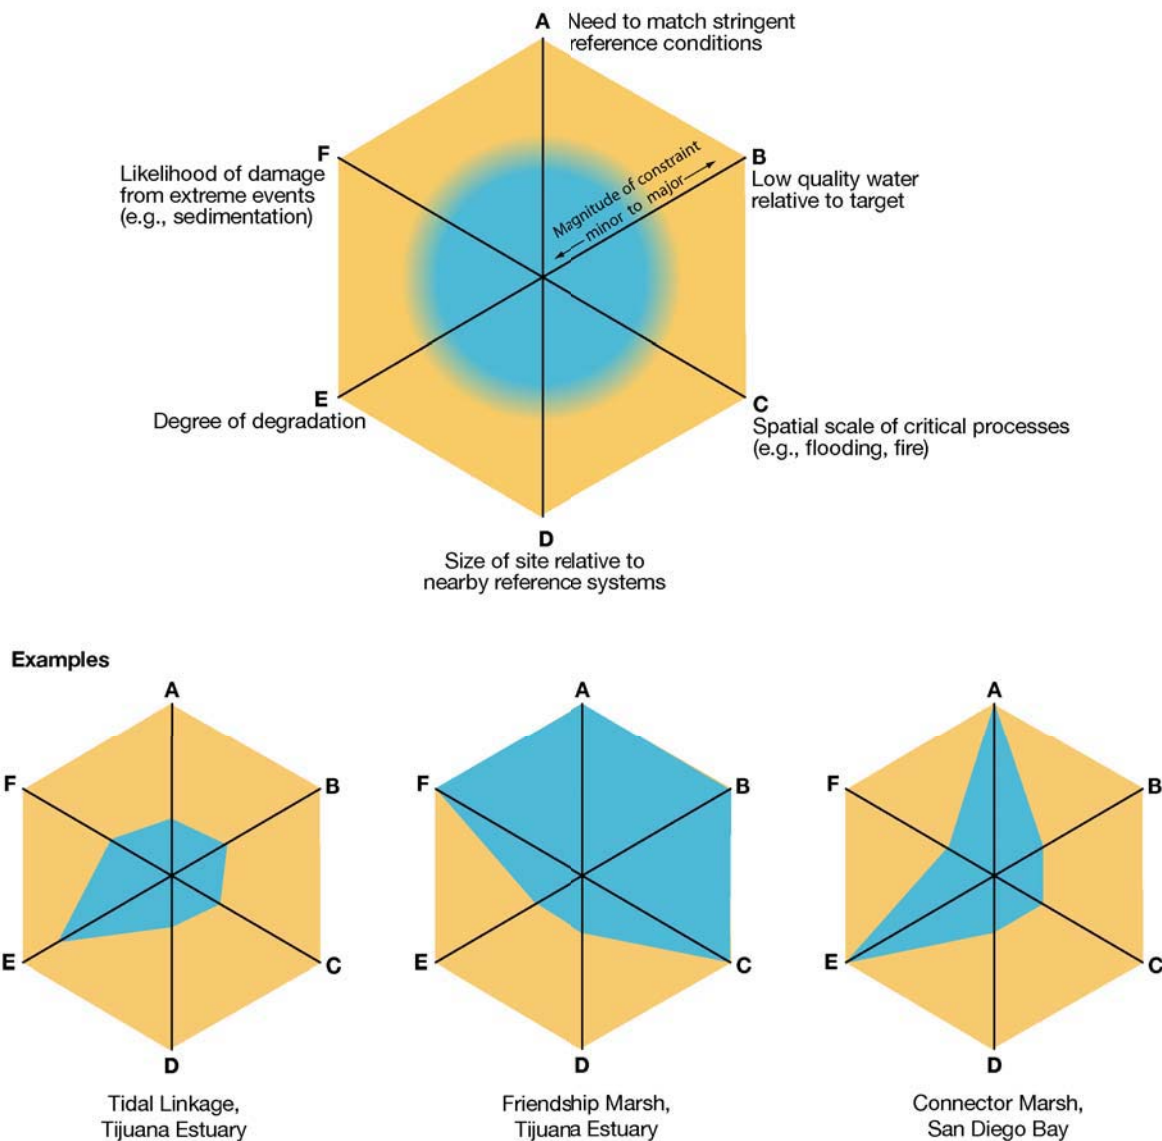 A
Need to match stringent
reference conditions
F
Likelihood of damage
from extreme events
(e.g., sedimentation)
Magnitude of constraint
minor to major
B
Low quality water
relative to target
E
Degree of degradation
C
Spatial scale of critical processes
(e.g., flooding, fire)
D
Size of site relative to
nearby reference systems
Examples
A
F
B
E
C
D
Tidal Linkage,
Tijuana Estuary
A
F
B
E
C
D
Friendship Marsh,
Tijuana Estuary
A
F
B
E
C
D
Connector Marsh,
San Diego Bay